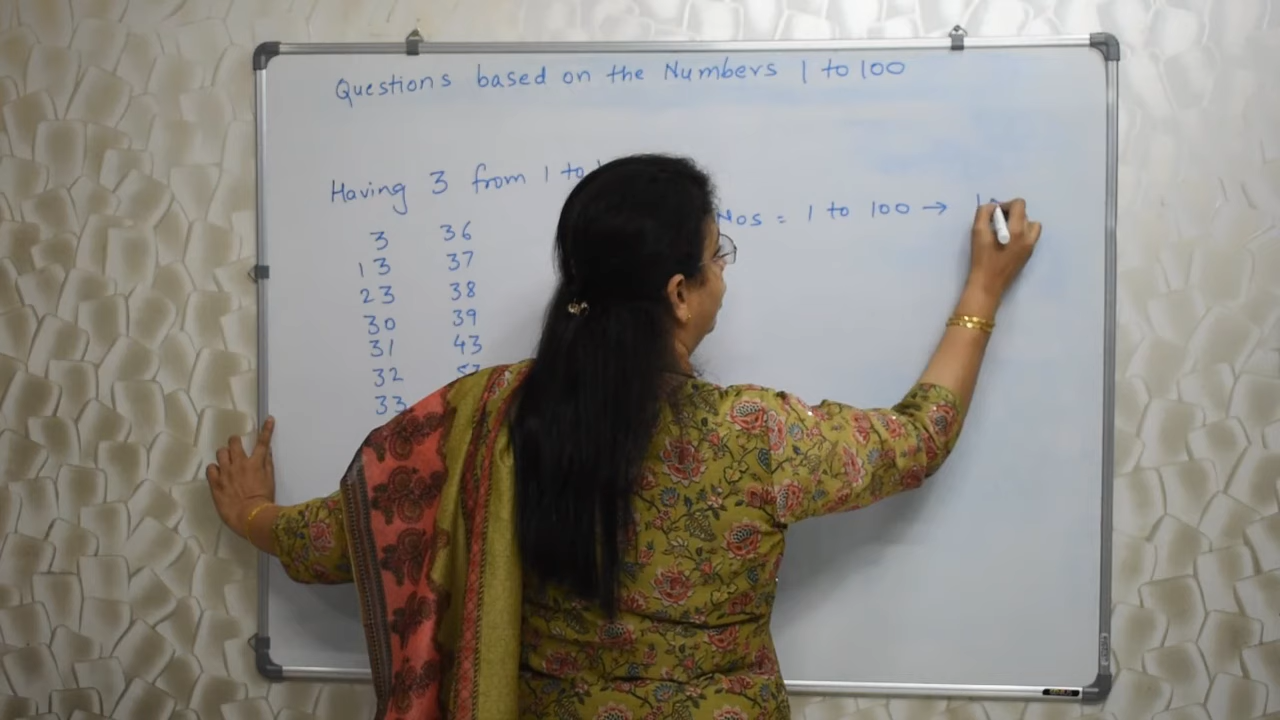 Questions based on the Numbers 1 to 100
Having 3 from 1 to
Nos = 1 to 100 →
3 36
13 37
23 38
30 39
31 43
32
33